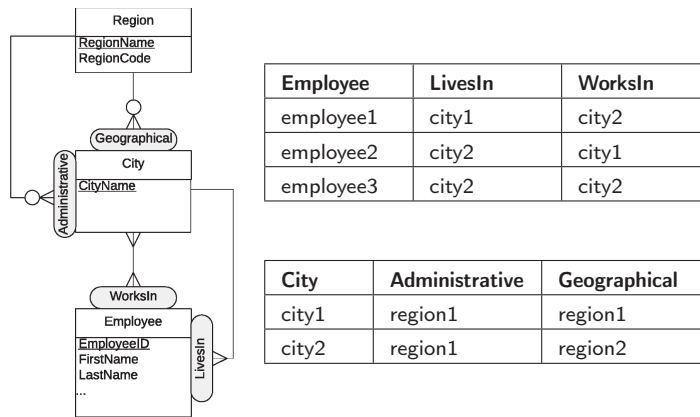 Region
RegionName
RegionCode
Geographical
Administrative
City
CityName
WorksIn
Employee
EmployeeID
FirstName
LastName
...
LivesIn
Employee LivesIn WorksIn
employee1 city1 city2
employee2 city2 city1
employee3 city2 city2
City Administrative Geographical
city1 region1 region1
city2 region1 region2